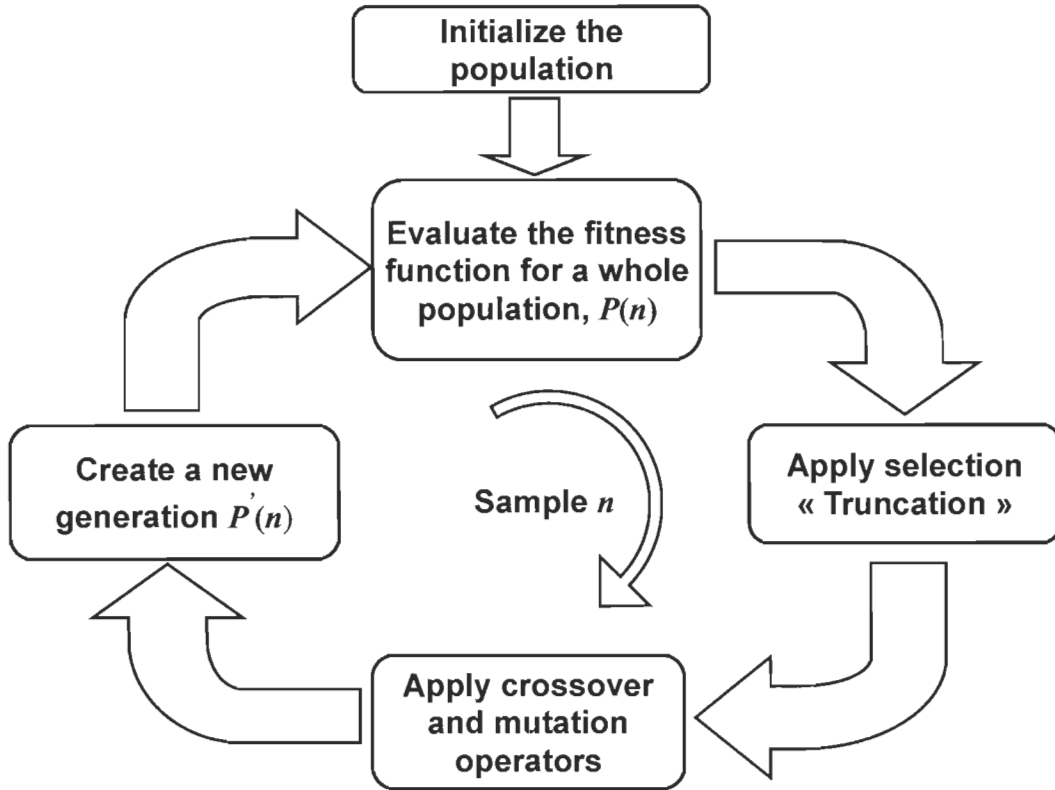 Initialize the
population
Evaluate the fitness
function for a whole
population, P(n)
Apply selection
« Truncation »
Apply crossover
and mutation
operators
Create a new
generation P'(n)
Sample n